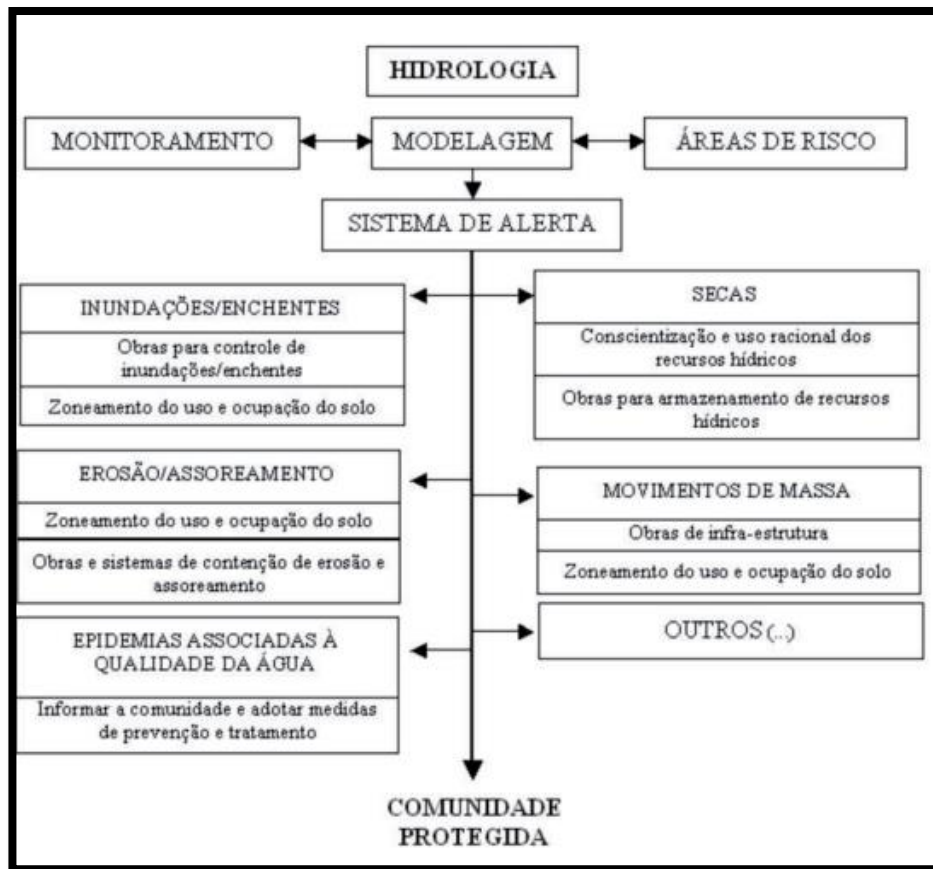 HIDROLOGIA
MONITORAMENTO
MODELAGEM
ÁREAS DE RISCO
SISTEMA DE ALERTA
INUNDAÇÕES/ENCHENTES
Obras para controle de
inundações/enchentes
Zoneamento do uso e ocupação do solo
SECAS
Conscientização e uso racional dos
recursos hídricos
Obras para armazenamento de recursos
hídricos
EROSÃO/ASSOREAMENTO
Zoneamento do uso e ocupação do solo
Obras e sistemas de contenção de erosão e
assoreamento
MOVIMENTOS DE MASSA
Obras de infra-estrutura
Zoneamento do uso e ocupação do solo
EPIDEMIAS ASSOCIADAS À
QUALIDADE DA ÁGUA
Informar a comunidade e adotar medidas
de prevenção e tratamento
OUTROS (...)
COMUNIDADE
PROTEGIDA